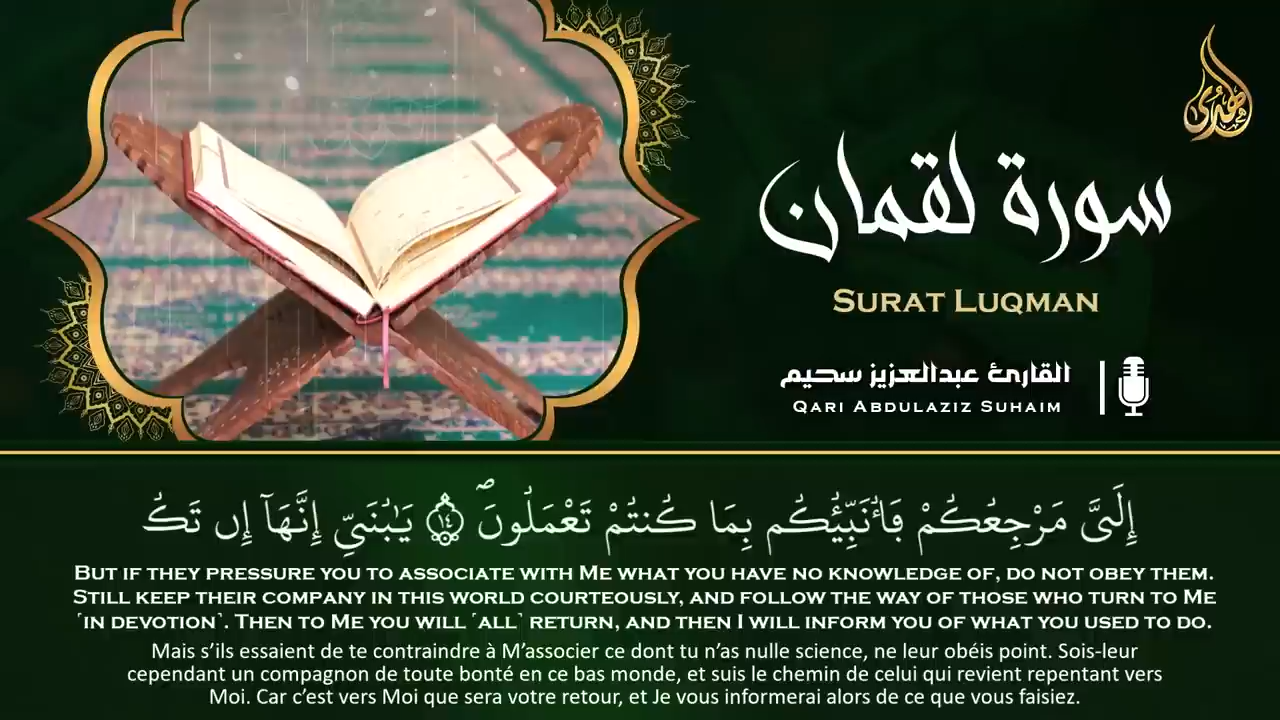 الهدى
سورة لقمان
SURAT LUQMAN
القارئ عبدالعزيز سحيم
QARI ABDULAZIZ SUHAIM
إِلَىَّ مَرْجِعُكُمْ فَأُنَبِّئُكُم بِمَا كُنتُمْ تَعْمَلُونَ ۝١٤ۖ يَـٰبُنَىِّ إِنَّهَآ إِن تَكُ
BUT IF THEY PRESSURE YOU TO ASSOCIATE WITH ME WHAT YOU HAVE NO KNOWLEDGE OF, DO NOT OBEY THEM.
STILL KEEP THEIR COMPANY IN THIS WORLD COURTEOUSLY, AND FOLLOW THE WAY OF THOSE WHO TURN TO ME
˹IN DEVOTION˺. THEN TO ME YOU WILL ˹ALL˺ RETURN, AND THEN I WILL INFORM YOU OF WHAT YOU USED TO DO.
Mais s’ils essaient de te contraindre à M’associer ce dont tu n’as nulle science, ne leur obéis point. Sois-leur
cependant un compagnon de toute bonté en ce bas monde, et suis le chemin de celui qui revient repentant vers
Moi. Car c’est vers Moi que sera votre retour, et Je vous informerai alors de ce que vous faisiez.